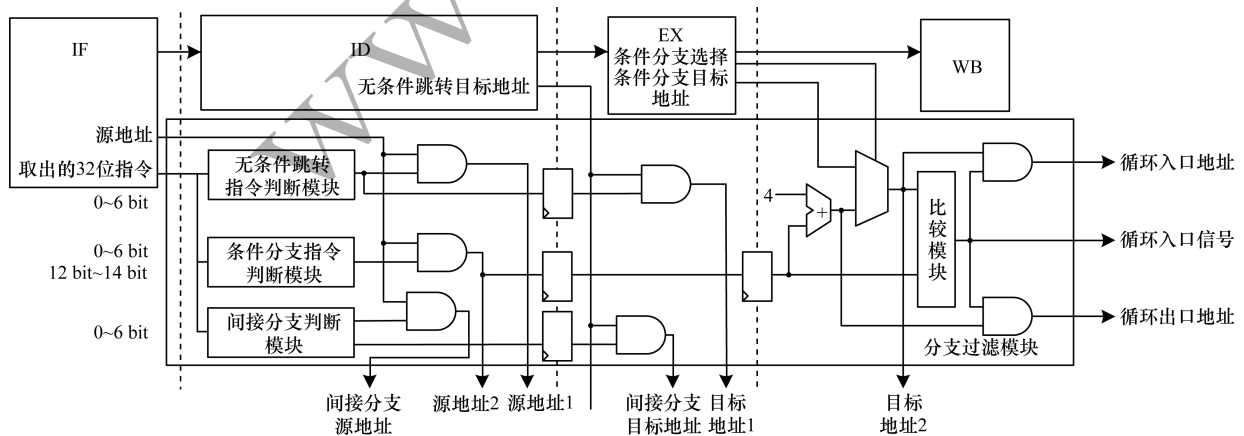 IF
ID
无条件跳转目标地址
EX
条件分支选择
条件分支目标
地址
WB
源地址
取出的32位指令
0~6 bit
0~6 bit
12 bit~14 bit
0~6 bit
无条件跳转
指令判断模块
条件分支指令
判断模块
间接分支判断
模块
4
+
比
较
模
块
分支过滤模块
循环入口地址
循环入口信号
循环出口地址
间接分支
源地址
源地址2
源地址1
间接分支
目标地址
目标
地址1
目标
地址2
WWW